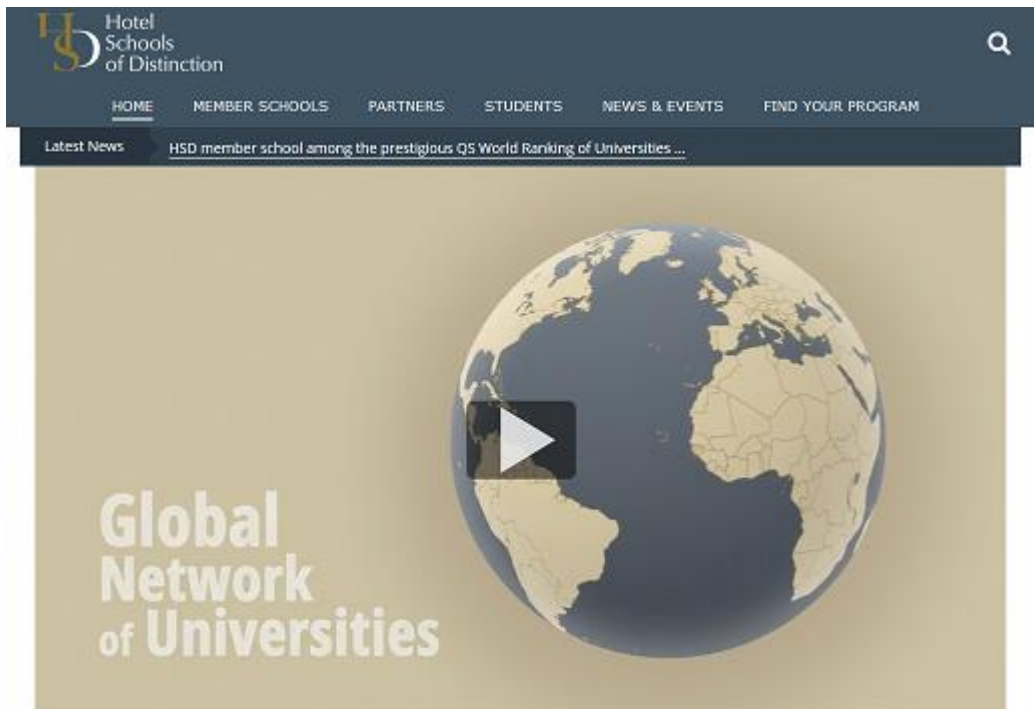 HSD
Hotel
Schools
of Distinction
HOME MEMBER SCHOOLS PARTNERS STUDENTS NEWS & EVENTS FIND YOUR PROGRAM
Latest News HSD member school among the prestigious QS World Ranking of Universities ...
Global
Network
of Universities